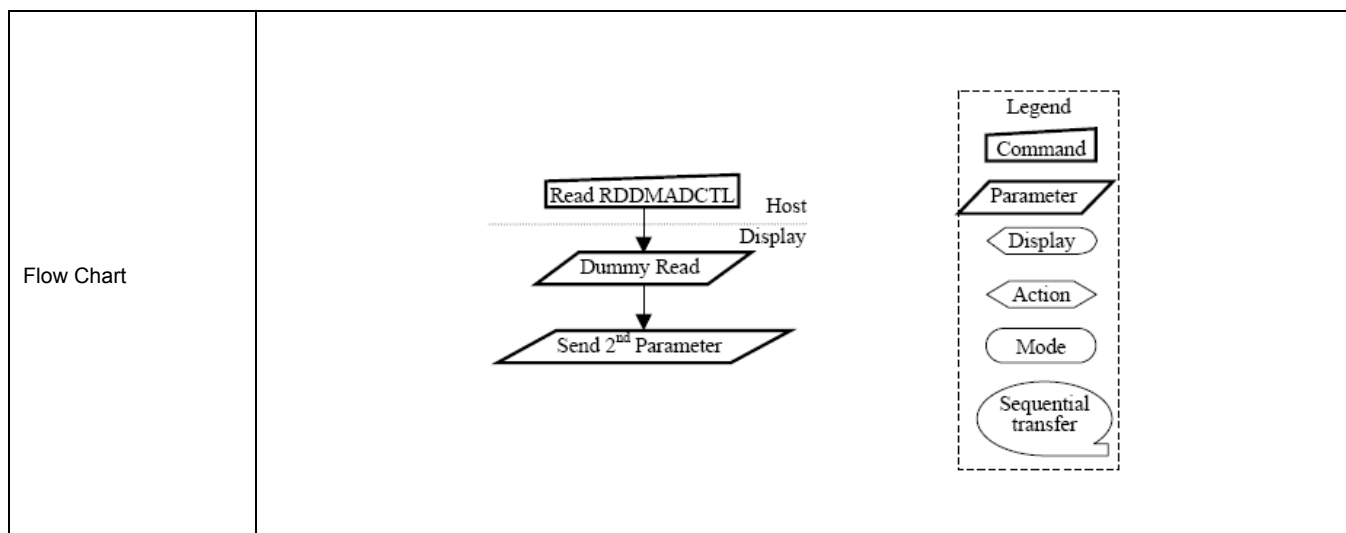 Flow Chart
Read RDDMADCTL
Host
Display
Dummy Read
Send 2nd Parameter
Legend
Command
Parameter
Display
Action
Mode
Sequential
transfer